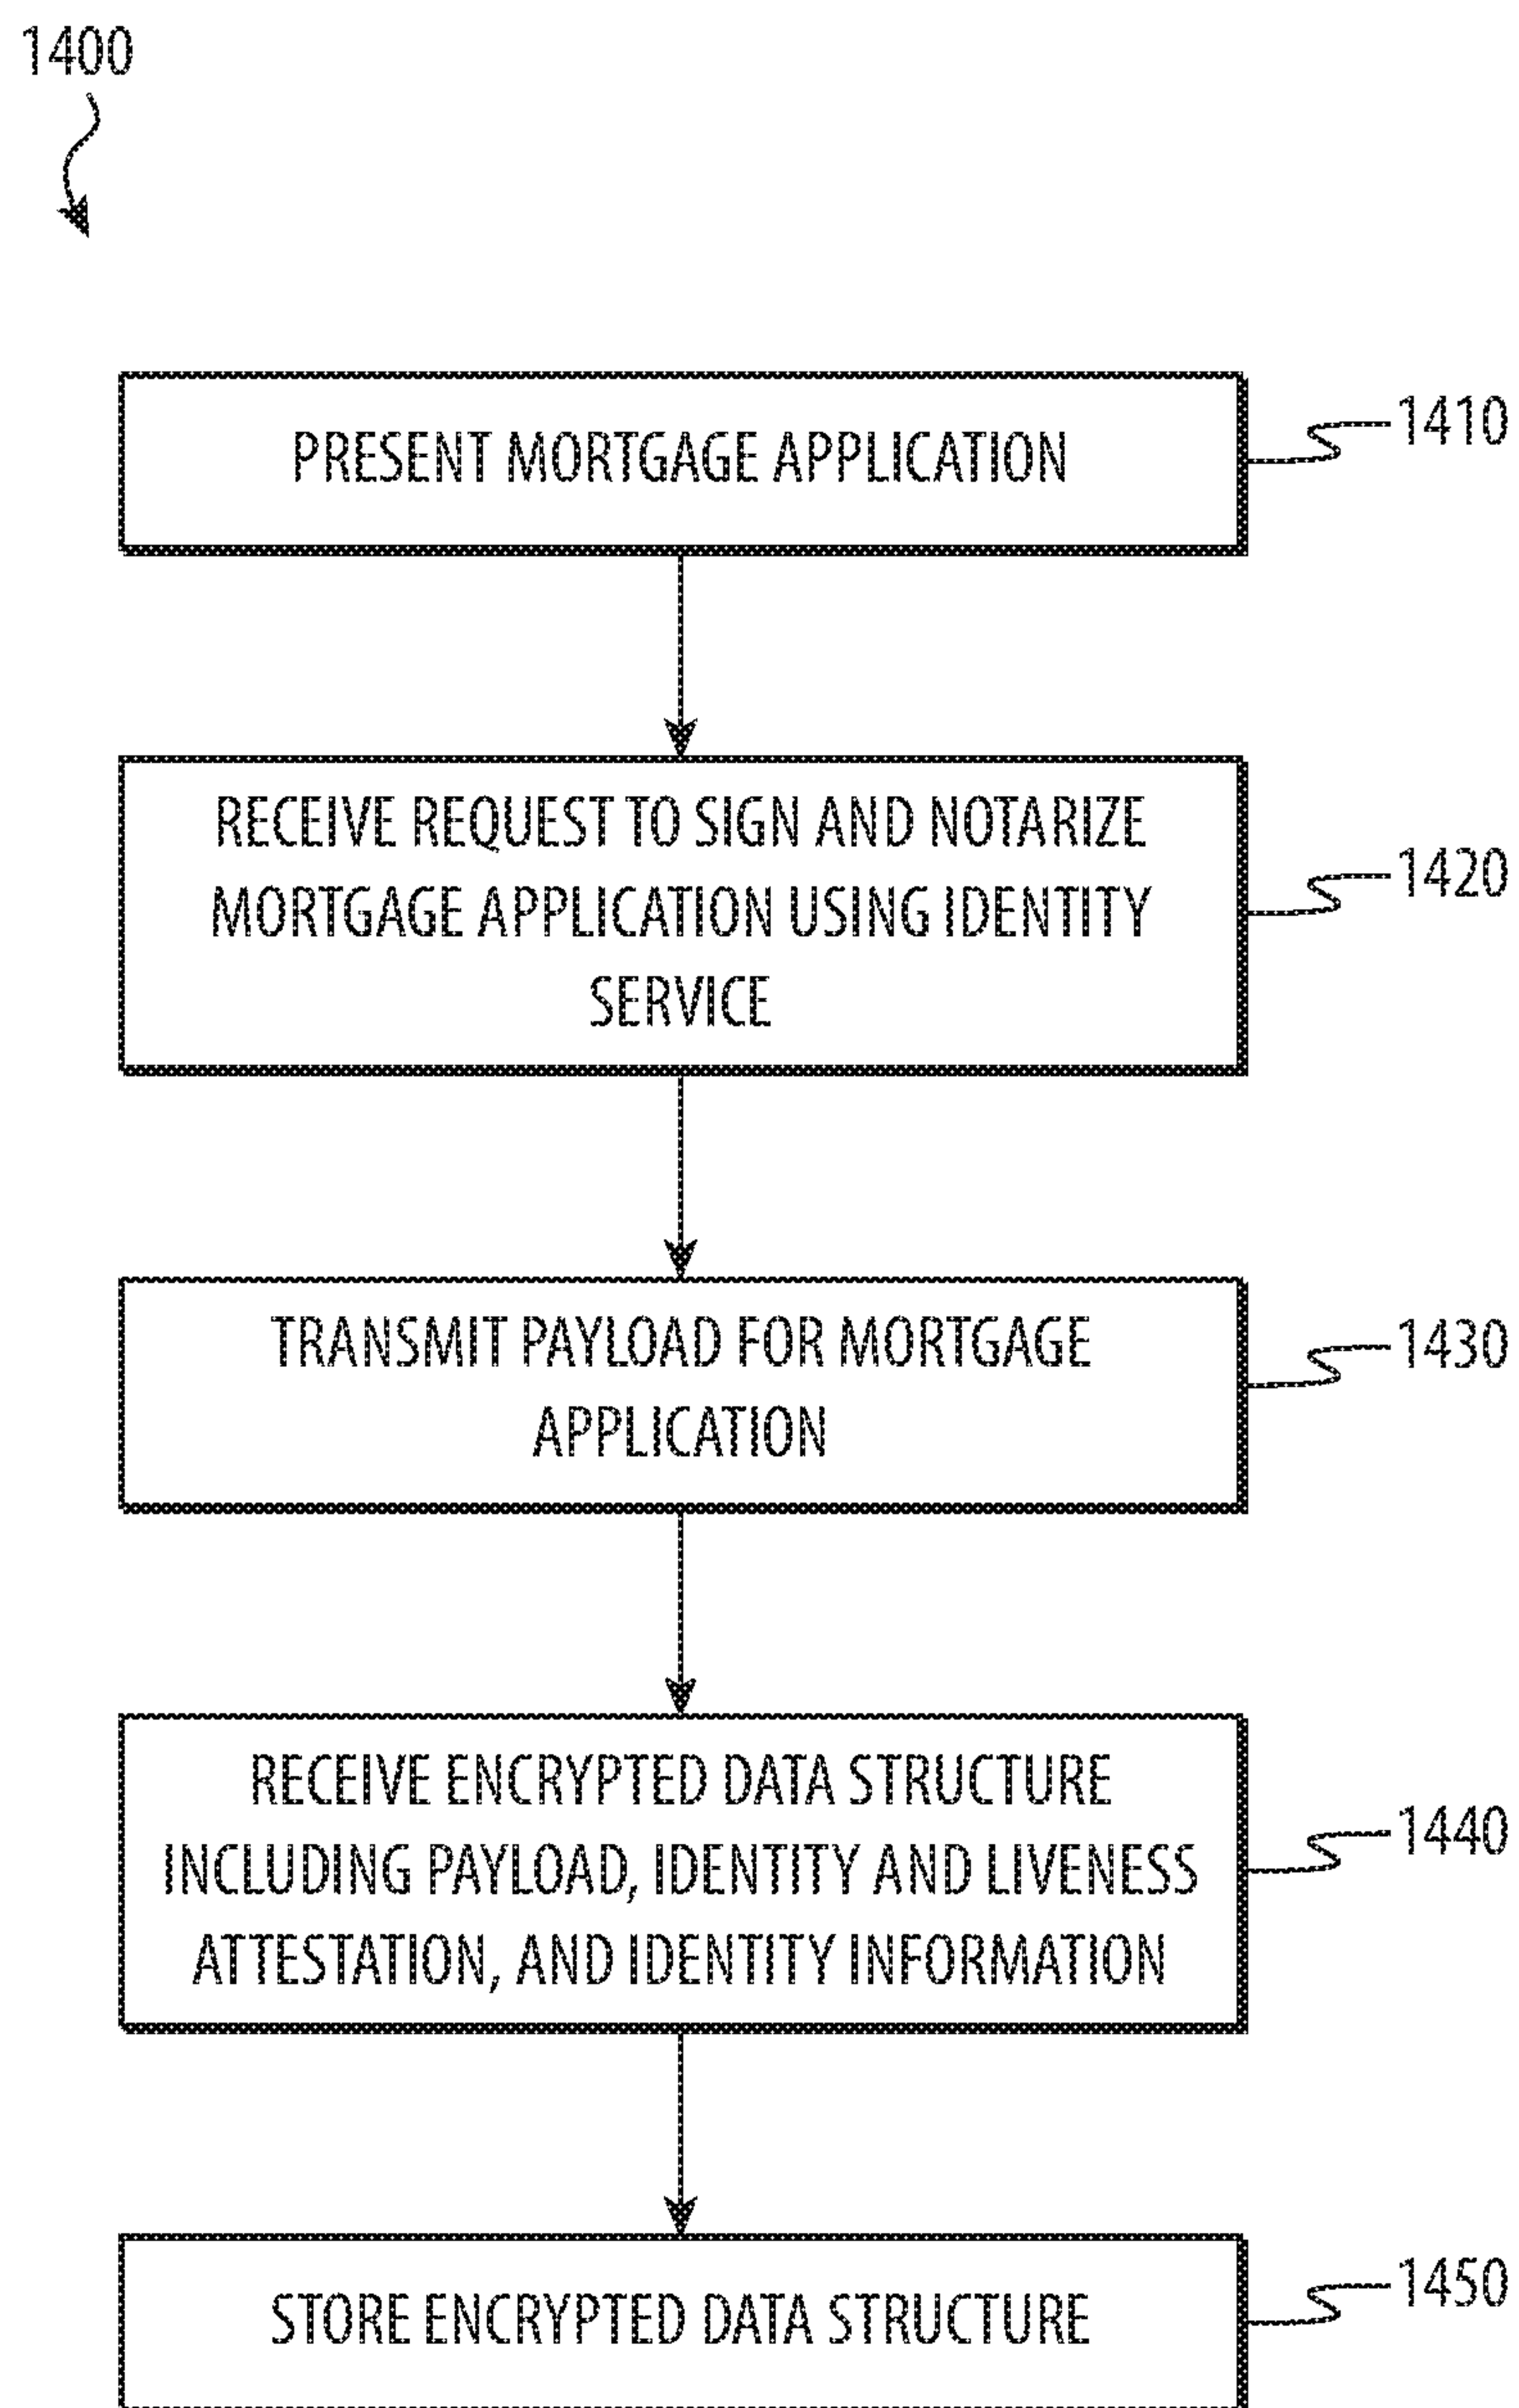 1400
PRESENT MORTGAGE APPLICATION
1410
RECEIVE REQUEST TO SIGN AND NOTARIZE
MORTGAGE APPLICATION USING IDENTITY
SERVICE
1420
TRANSMIT PAYLOAD FOR MORTGAGE
APPLICATION
1430
RECEIVE ENCRYPTED DATA STRUCTURE
INCLUDING PAYLOAD, IDENTITY AND LIVENESS
ATTESTATION, AND IDENTITY INFORMATION
1440
STORE ENCRYPTED DATA STRUCTURE
1450